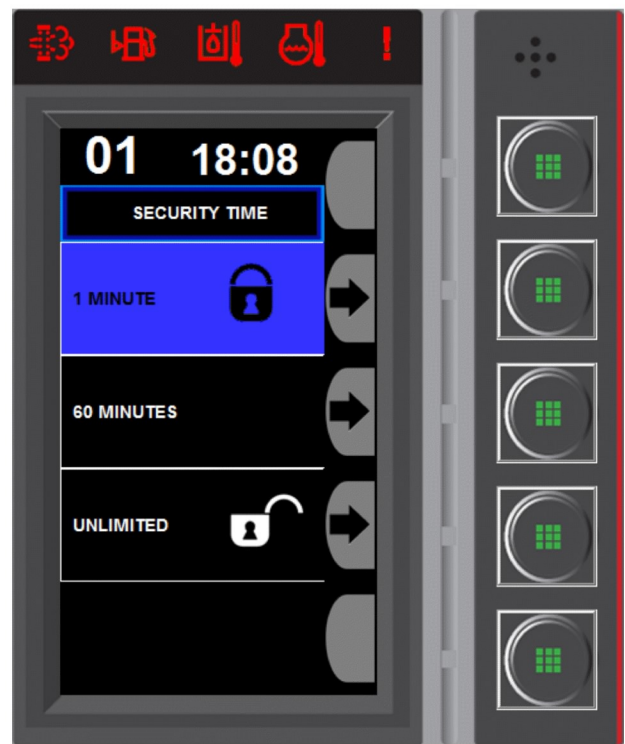 01 18:08
SECURITY TIME
1 MINUTE
60 MINUTES
UNLIMITED